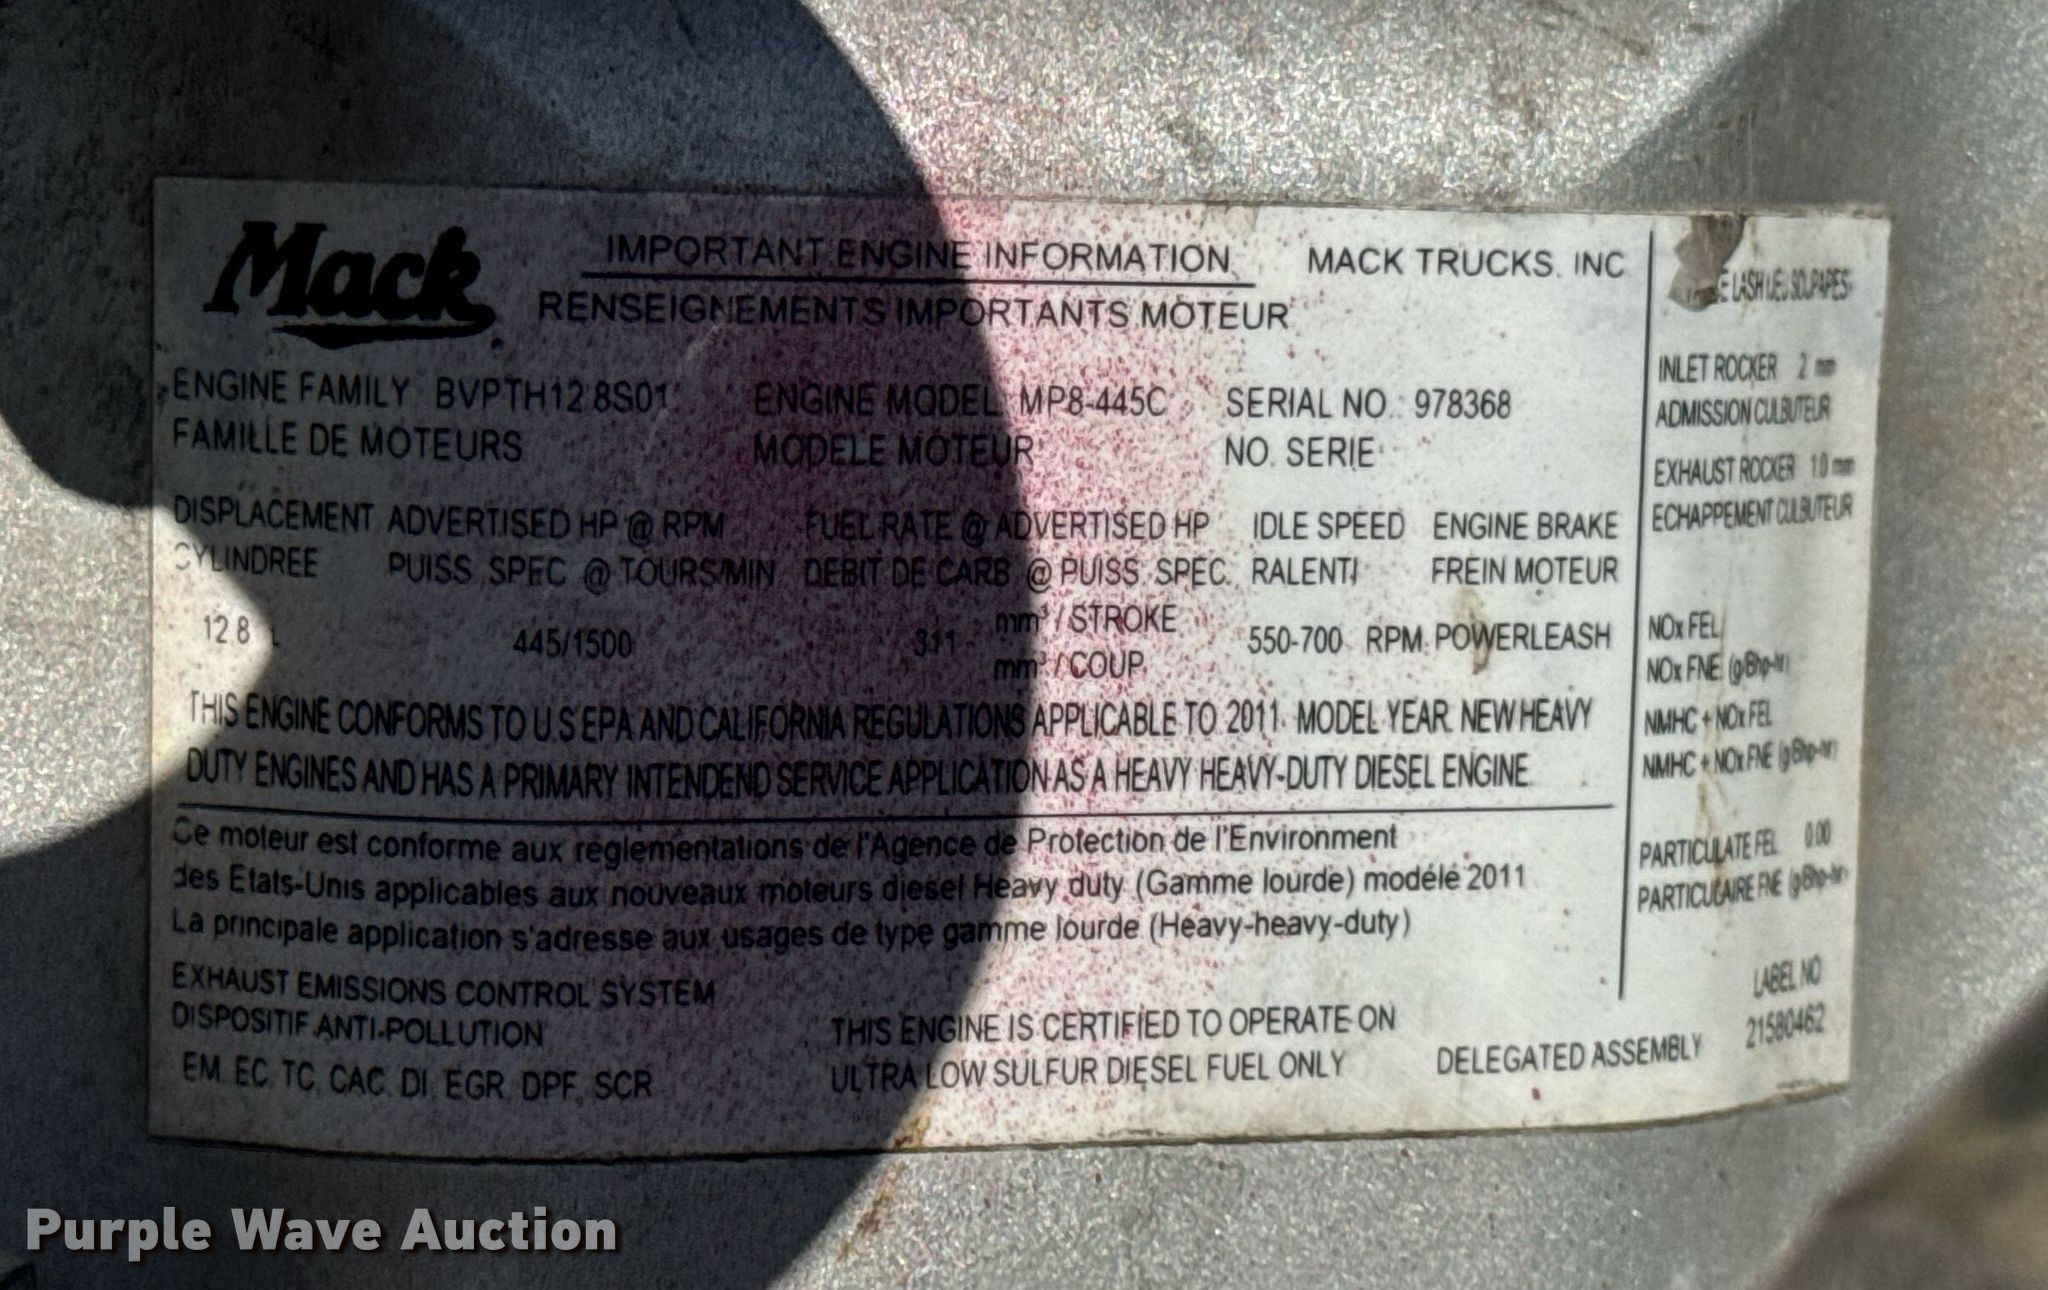 Mack
IMPORTANT ENGINE INFORMATION MACK TRUCKS, INC
RENSEIGNEMENTS IMPORTANTS MOTEUR
ENGINE FAMILY BVPTH12.8S01 ENGINE MODEL MP8-445C SERIAL NO.: 978368
FAMILLE DE MOTEURS MODELE MOTEUR NO. SERIE
DISPLACEMENT ADVERTISED HP @ RPM FUEL RATE @ ADVERTISED HP IDLE SPEED ENGINE BRAKE
CYLINDREE PUISS. SPEC. @ TOURS/MIN DEBIT DE CARB. @ PUISS. SPEC. RALENTI FREIN MOTEUR
12.8 L 445/1500 311 mm³ / STROKE 550-700 RPM POWERLEASH
mm³ / COUP
THIS ENGINE CONFORMS TO U.S EPA AND CALIFORNIA REGULATIONS APPLICABLE TO 2011 MODEL YEAR NEW HEAVY
DUTY ENGINES AND HAS A PRIMARY INTENDEND SERVICE APPLICATION AS A HEAVY HEAVY-DUTY DIESEL ENGINE.
Ce moteur est conforme aux réglementations de l'Agence de Protection de l'Environment
des Etats-Unis applicables aux nouveaux moteurs diesel Heavy duty (Gamme lourde) modélé 2011
La principale application s'adresse aux usages de type gamme lourde (Heavy-heavy-duty)
EXHAUST EMISSIONS CONTROL SYSTEM
DISPOSITIF ANTI-POLLUTION
EM, EC, TC, CAC, DI, EGR, DPF, SCR
THIS ENGINE IS CERTIFIED TO OPERATE ON
ULTRA LOW SULFUR DIESEL FUEL ONLY
DELEGATED ASSEMBLY
LASH
INLET ROCKER 2 mm
ADMISSION CULBUTEUR
EXHAUST ROCKER 1.0 mm
ECHAPPEMENT CULBUTEUR
NOx FEL
NOx FNE (g/Bhp-hr)
NMHC + NOx FEL
NMHC + NOx FNE (g/Bhp-hr)
PARTICULATE FEL 0.00
PARTICULAIRE FNE (g/Bhp-hr)
LABEL NO
21580462
Purple Wave Auction